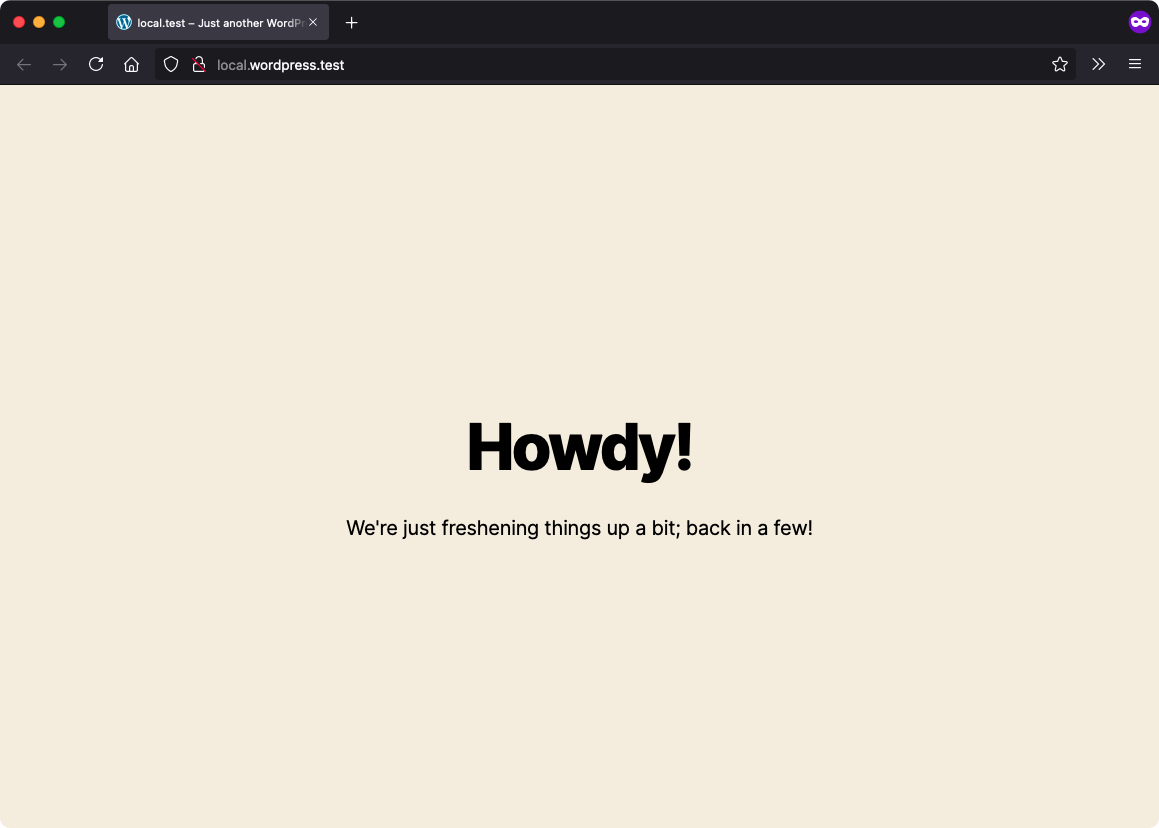 local.test – Just another WordPr
local.wordpress.test
Howdy!
We're just freshening things up a bit; back in a few!